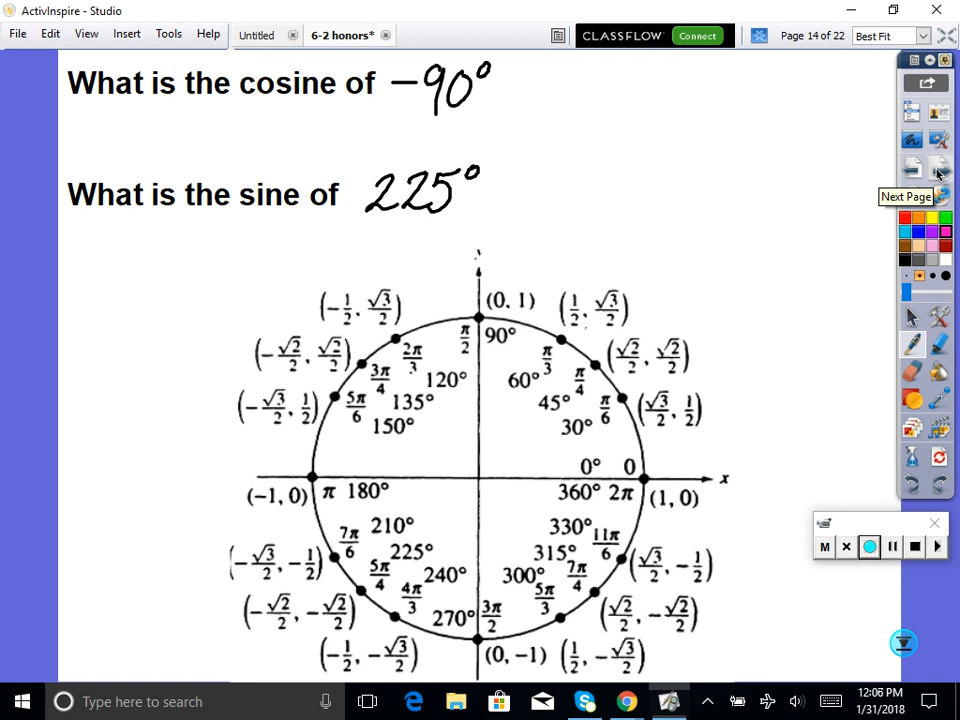 ActivInspire - Studio
File Edit View Insert Tools Help Untitled 6-2 honors* CLASSFLOW Connect Page 14 of 22 Best Fit
What is the cosine of −90°
What is the sine of 225°
Next Page
y
(0. 1)
(−1/2, √3/2) (1/2, √3/2)
π/2 90°
(−√2/2, √2/2) 2π/3 π/3 (√2/2, √2/2)
3π/4 120° 60° π/4
(−√3/2, 1/2) 5π/6 135° 45° π/6 (√3/2, 1/2)
150° 30°
0° 0
x
(−1, 0) π 180° 360° 2π (1, 0)
7π/6 210° 330° 11π/6
(−√3/2, −1/2) 225° 315° (√3/2, −1/2)
5π/4 240° 300° 7π/4
4π/3 5π/3
(−√2/2, −√2/2) 270° 3π/2 (√2/2, −√2/2)
(−1/2, −√3/2) (0, −1) (1/2, −√3/2)
M
Type here to search
12:06 PM
1/31/2018